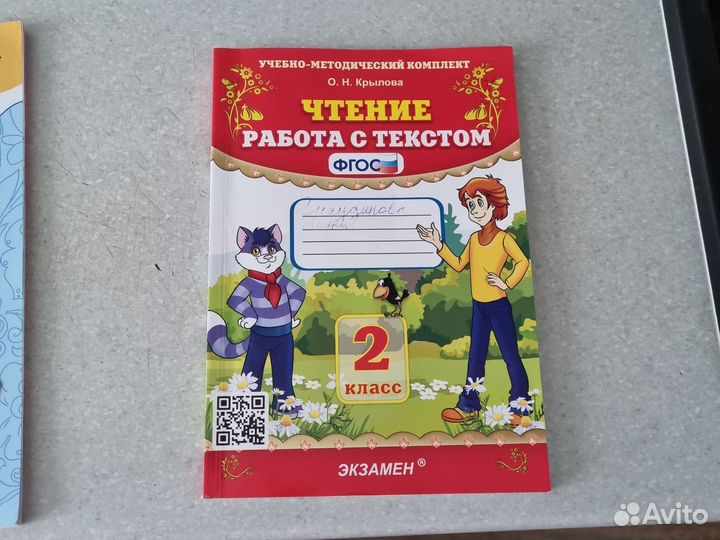 УЧЕБНО-МЕТОДИЧЕСКИЙ КОМПЛЕКТ
О. Н. Крылова
ЧТЕНИЕ
РАБОТА С ТЕКСТОМ
ФГОС
2
класс
ЭКЗАМЕН®
Avito